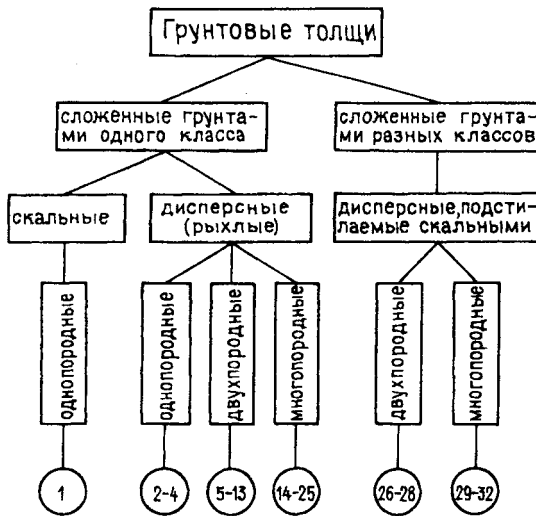 Грунтовые толщи
сложенные грунта-
ми одного класса
сложенные грунта-
ми разных классов
скальные
дисперсные
(рыхлые)
дисперсные, подсти-
лаемые скальными
однопородные
однопородные
двухпородные
многопородные
двухпородные
многопородные
1
2-4
5-13
14-25
26-28
29-32